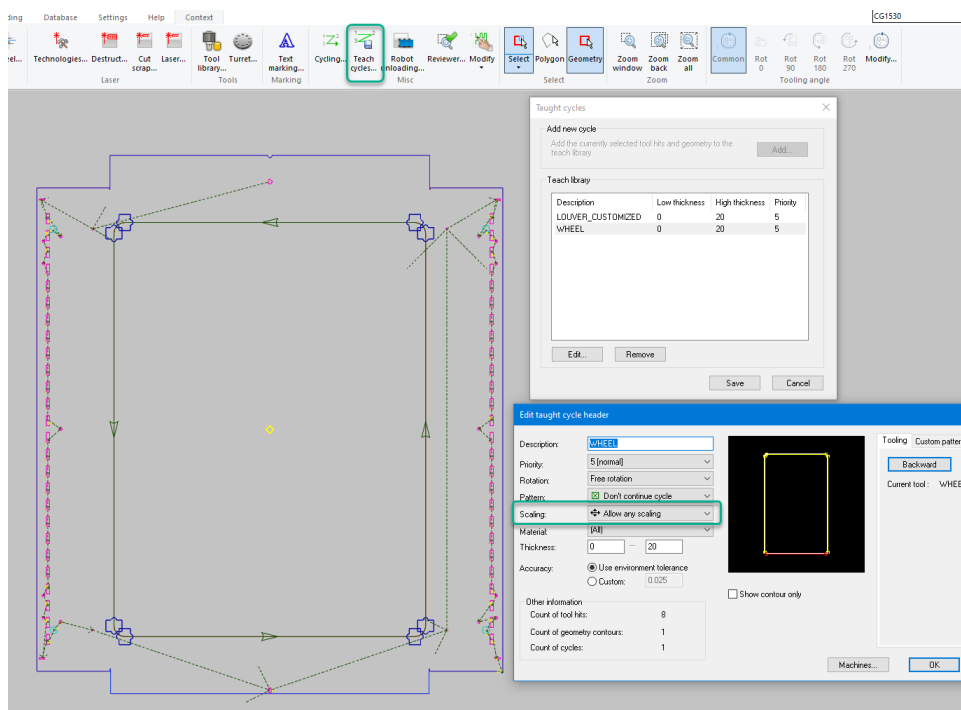 ding Database Settings Help Context
CG1530
Technologies... Destruct... Cut scrap... Laser... Tool library... Turret... Text marking... Cycling... Teach cycles... Robot unloading... Reviewer... Modify Select Polygon Geometry Zoom window Zoom back Zoom all Common Rot 0 Rot 90 Rot 180 Rot 270 Modify...
Laser Tools Marking Misc Select Zoom Tooling angle
Taught cycles
Add new cycle
Add the currently selected tool hits and geometry to the
teach library.
Add...
Teach library
Description Low thickness High thickness Priority
LOUVER_CUSTOMIZED 0 20 5
WHEEL 0 20 5
Edit... Remove
Save Cancel
Edit taught cycle header
Description: WHEEL
Priority: 5 [normal]
Rotation: Free rotation
Pattern: Don't continue cycle
Scaling: Allow any scaling
Material: [All]
Thickness: 0 — 20
Accuracy: Use environment tolerance
Custom: 0.025
Other information
Count of tool hits: 8
Count of geometry contours: 1
Count of cycles: 1
Show contour only
Tooling Custom patter
Backward
Current tool : WHEE
Machines... OK